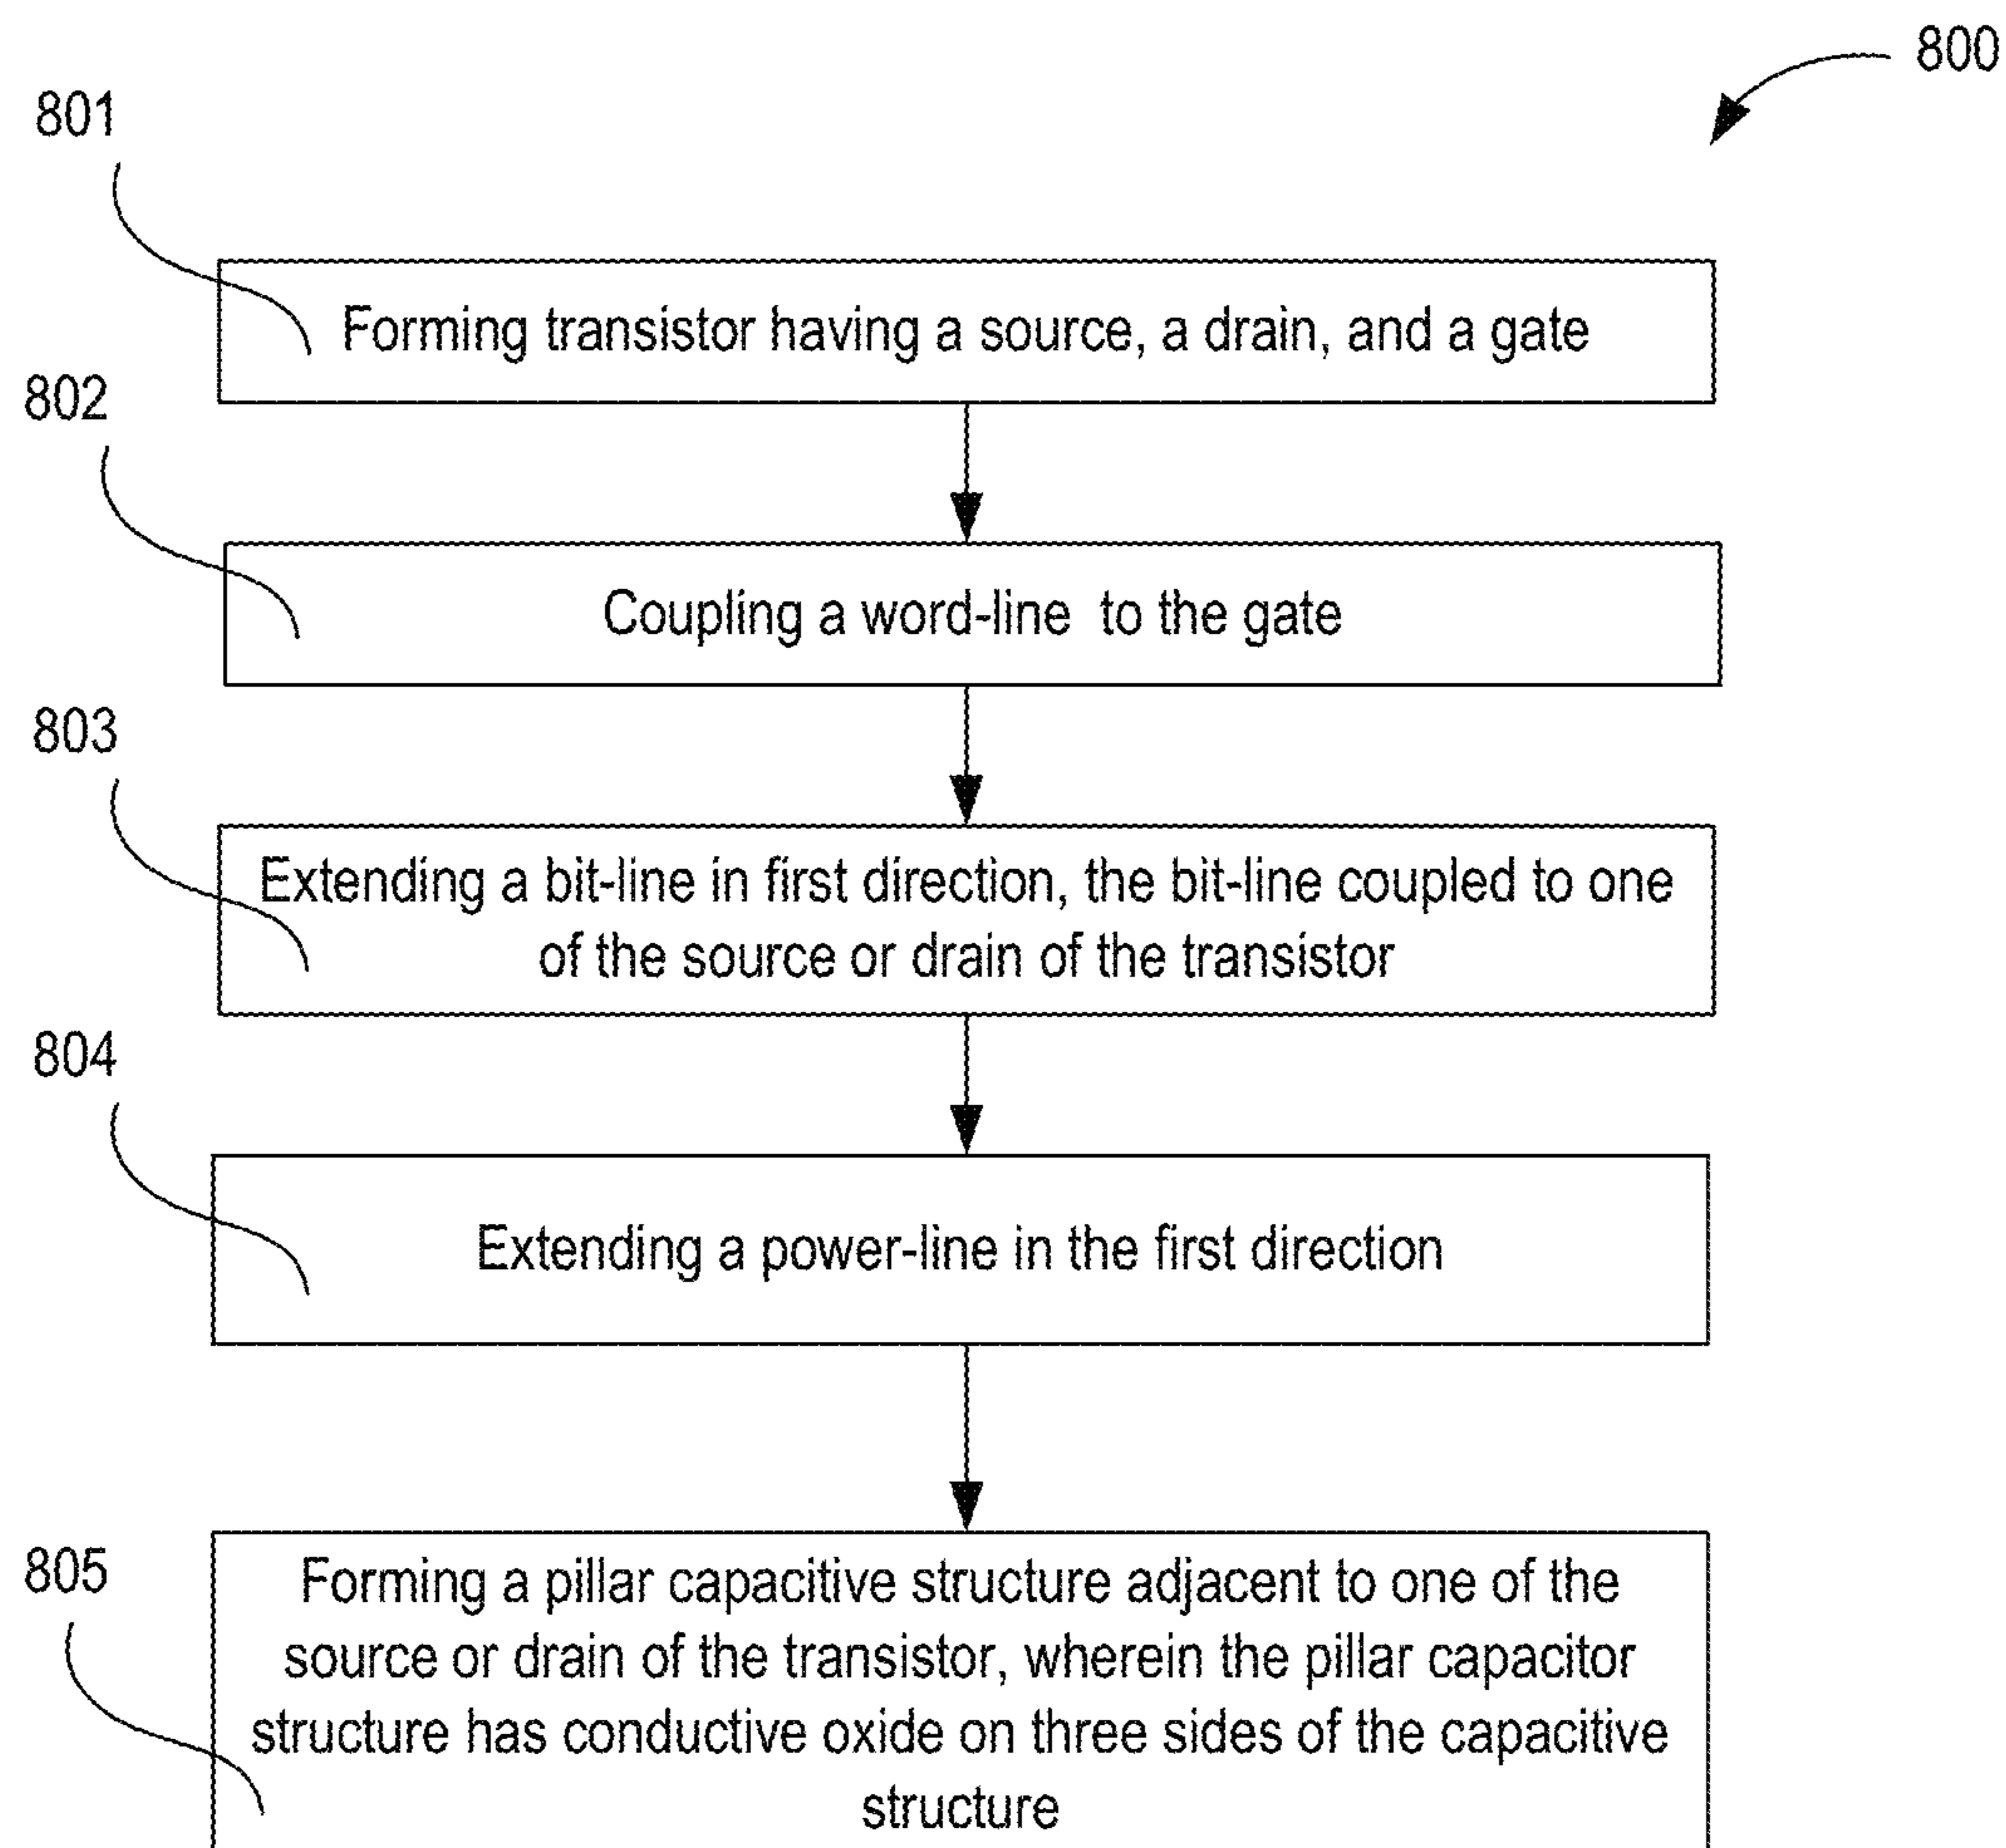 800
801
Forming transistor having a source, a drain, and a gate
802
Coupling a word-line to the gate
803
Extending a bit-line in first direction, the bit-line coupled to one
of the source or drain of the transistor
804
Extending a power-line in the first direction
805
Forming a pillar capacitive structure adjacent to one of the
source or drain of the transistor, wherein the pillar capacitor
structure has conductive oxide on three sides of the capacitive
structure